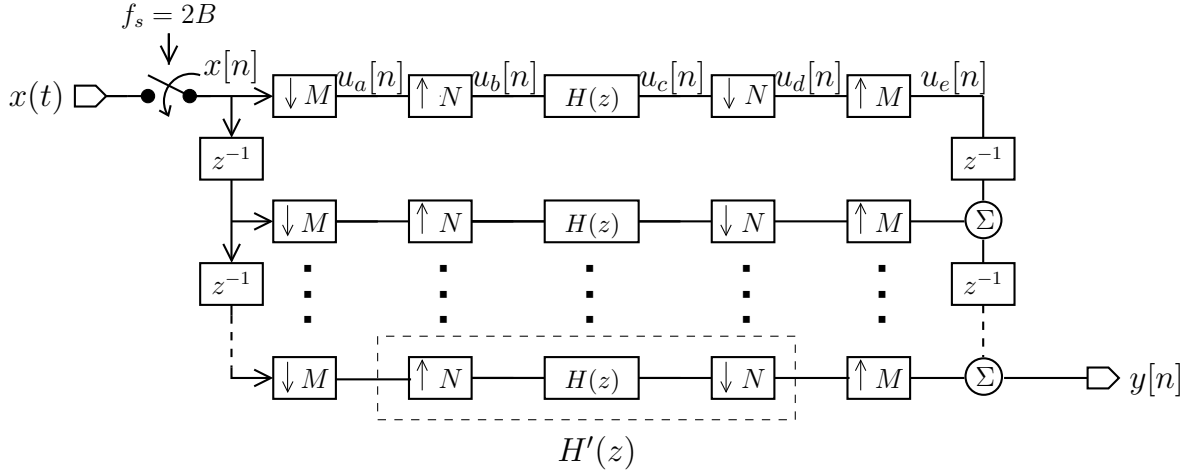 f_s = 2B
x(t) x[n] ↓ M u_a[n] ↑ N u_b[n] H(z) u_c[n] ↓ N u_d[n] ↑ M u_e[n]
z^{-1} z^{-1}
↓ M ↑ N H(z) ↓ N ↑ M Σ
z^{-1} z^{-1}
↓ M ↑ N H(z) ↓ N ↑ M Σ y[n]
H'(z)